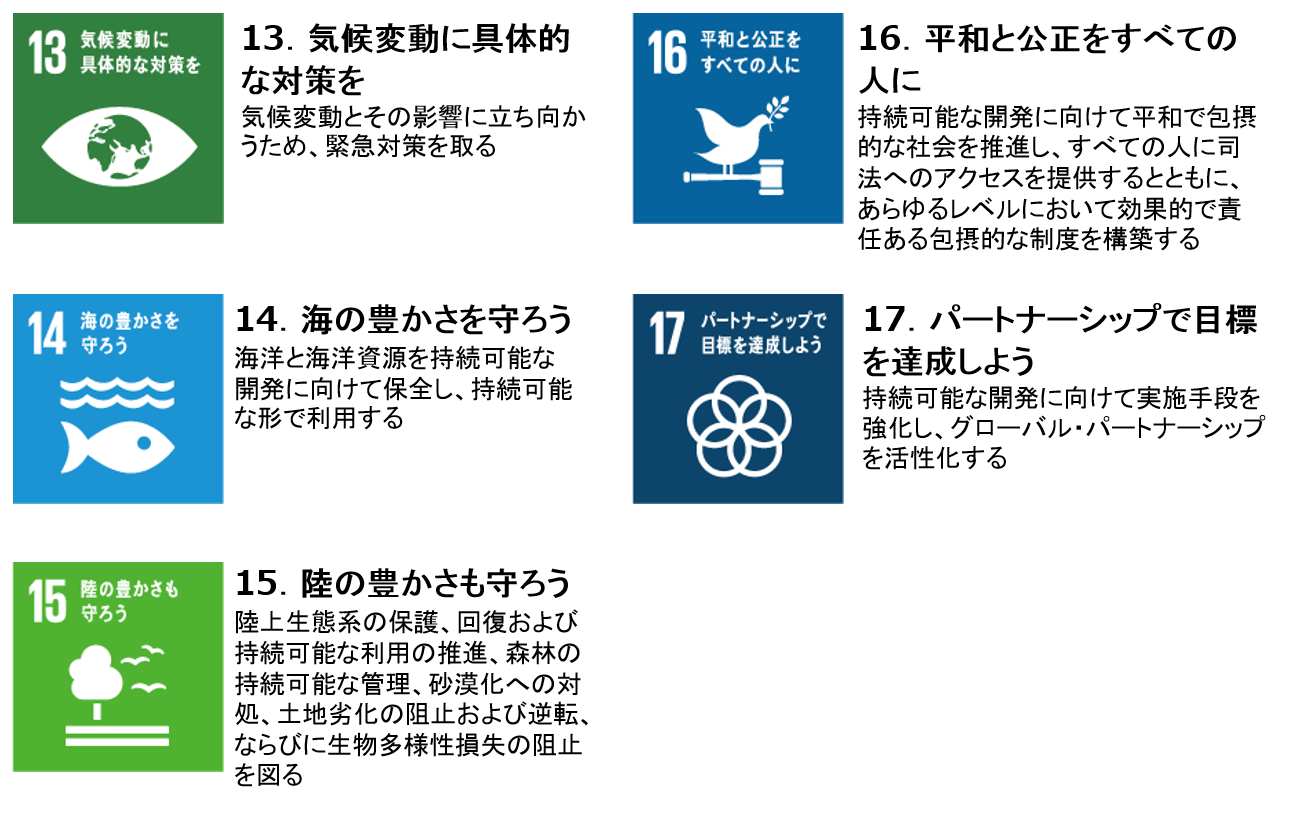 13 気候変動に
具体的な対策を
13. 気候変動に具体的
な対策を
気候変動とその影響に立ち向か
うため、緊急対策を取る
14 海の豊かさを
守ろう
14. 海の豊かさを守ろう
海洋と海洋資源を持続可能な
開発に向けて保全し、持続可能
な形で利用する
15 陸の豊かさも
守ろう
15. 陸の豊かさも守ろう
陸上生態系の保護、回復および
持続可能な利用の推進、森林の
持続可能な管理、砂漠化への対
処、土地劣化の阻止および逆転、
ならびに生物多様性損失の阻止
を図る
16 平和と公正を
すべての人に
16. 平和と公正をすべての
人に
持続可能な開発に向けて平和で包摂
的な社会を推進し、すべての人に司
法へのアクセスを提供するとともに、
あらゆるレベルにおいて効果的で責
任ある包摂的な制度を構築する
17 パートナーシップで
目標を達成しよう
17. パートナーシップで目標
を達成しよう
持続可能な開発に向けて実施手段を
強化し、グローバル・パートナーシップ
を活性化する